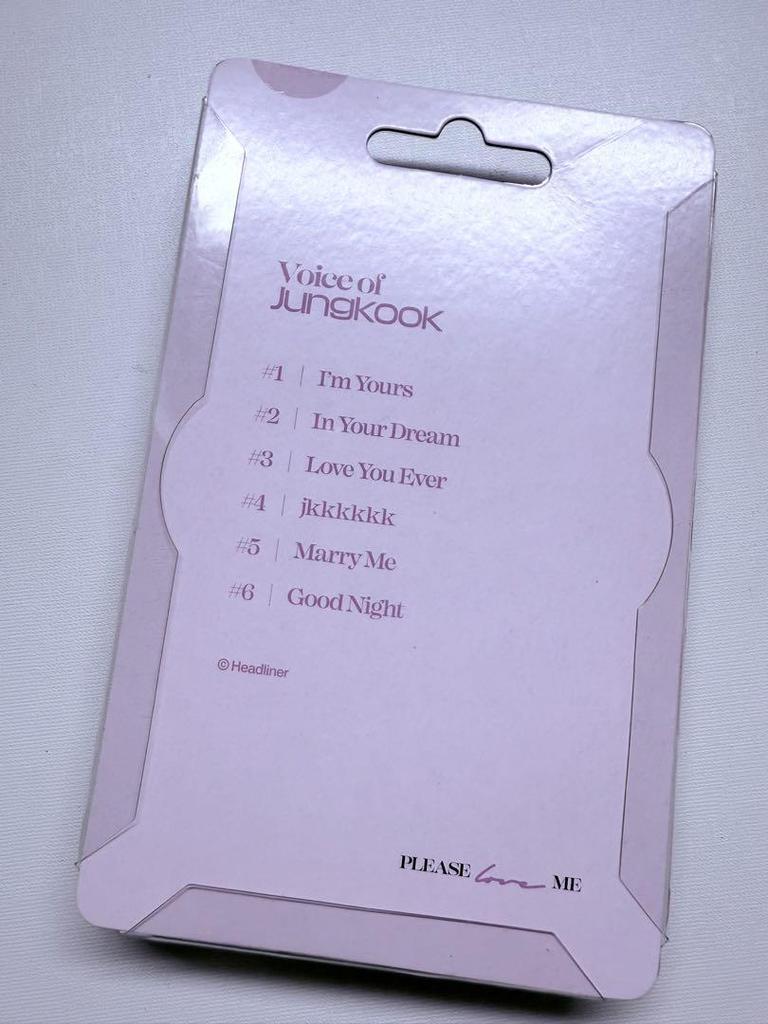 Voice of
Jungkook
#1 | I'm Yours
#2 | In Your Dream
#3 | Love You Ever
#4 | jkkkkkk
#5 | Marry Me
#6 | Good Night
© Headliner
PLEASE love ME